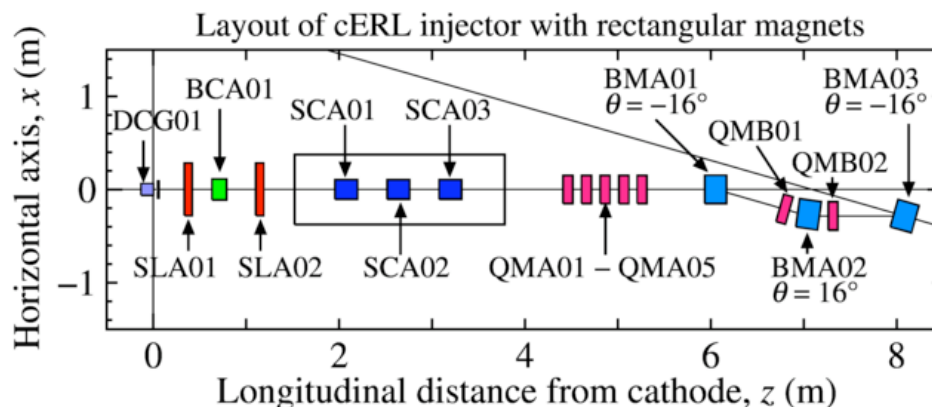 Layout of cERL injector with rectangular magnets
Horizontal axis, x (m)
1
0
−1
DCG01
BCA01
SCA01
SCA03
BMA01
θ = −16°
QMB01
BMA03
θ = −16°
QMB02
SLA01
SLA02
SCA02
QMA01 − QMA05
BMA02
θ = 16°
0
2
4
6
8
Longitudinal distance from cathode, z (m)